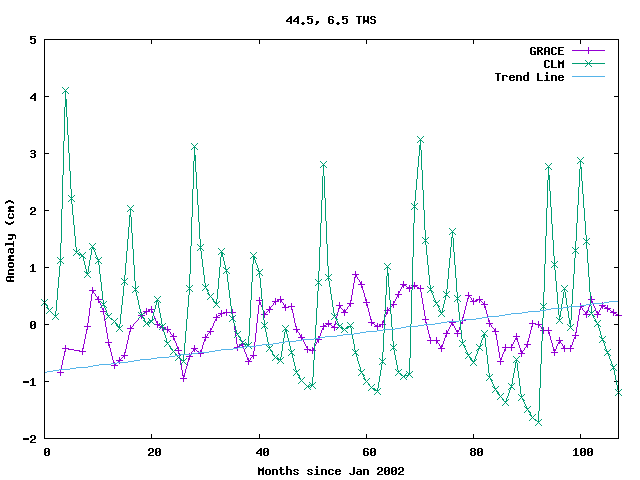 44.5, 6.5 TWS
GRACE
CLM
Trend Line
5
4
3
2
1
0
-1
-2
Anomaly (cm)
0 20 40 60 80 100
Months since Jan 2002